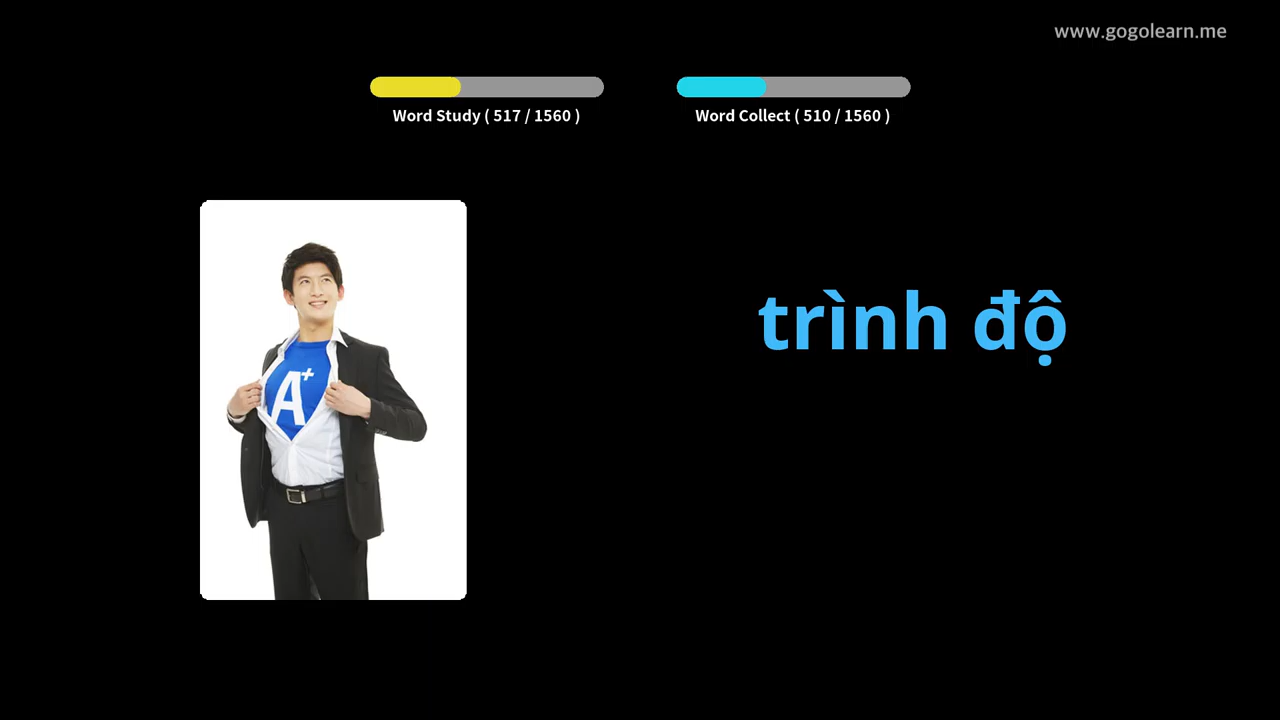 www.gogolearn.me
Word Study ( 517 / 1560 )
Word Collect ( 510 / 1560 )
A+
trình độ